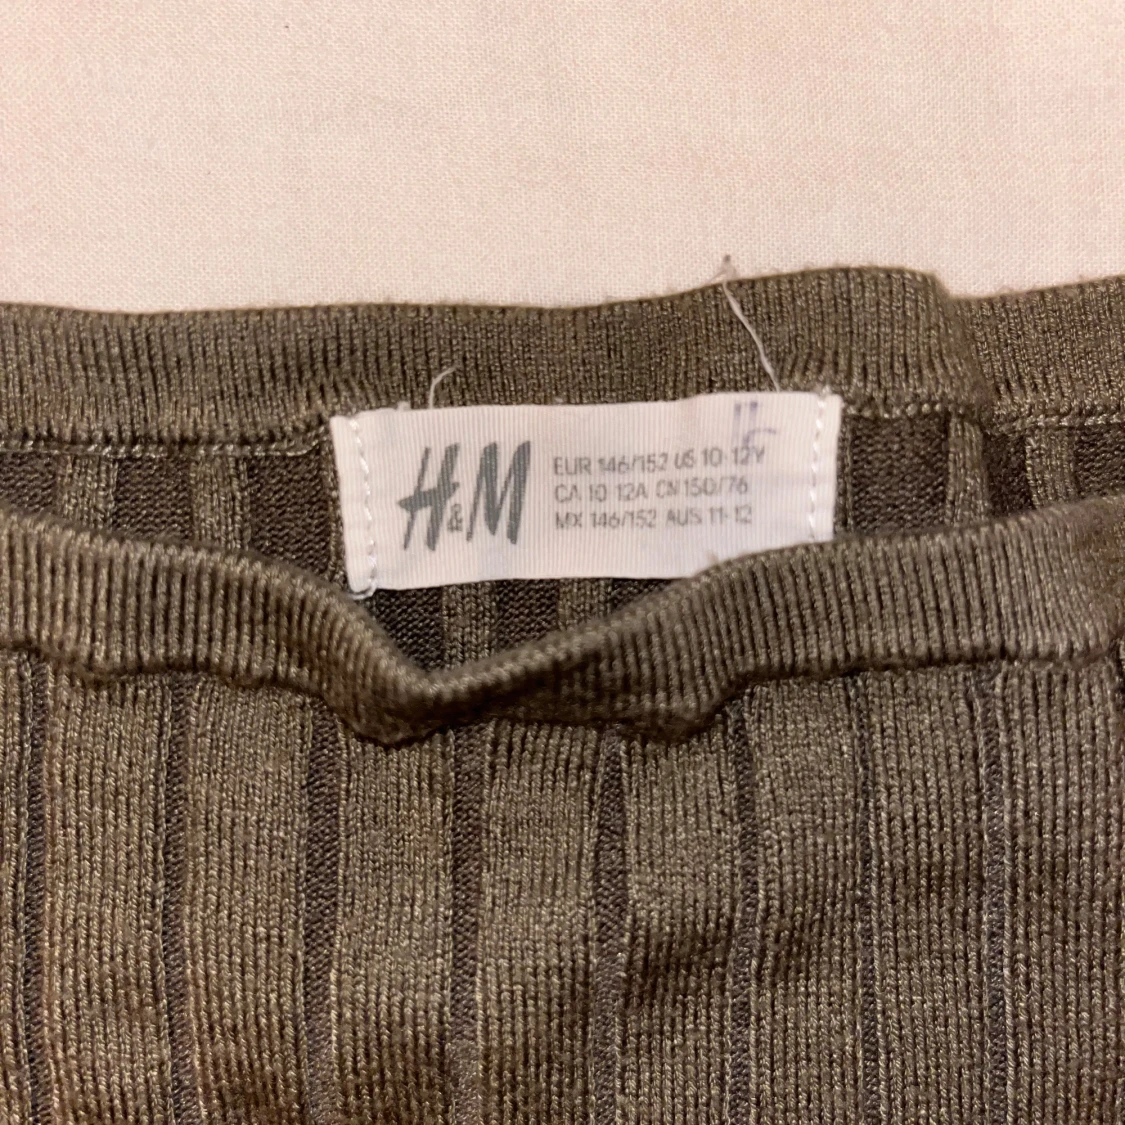 H&M
EUR 146/152 US 10-12Y
CA 10-12A CN 150/76
MX 146/152 AUS 11-12